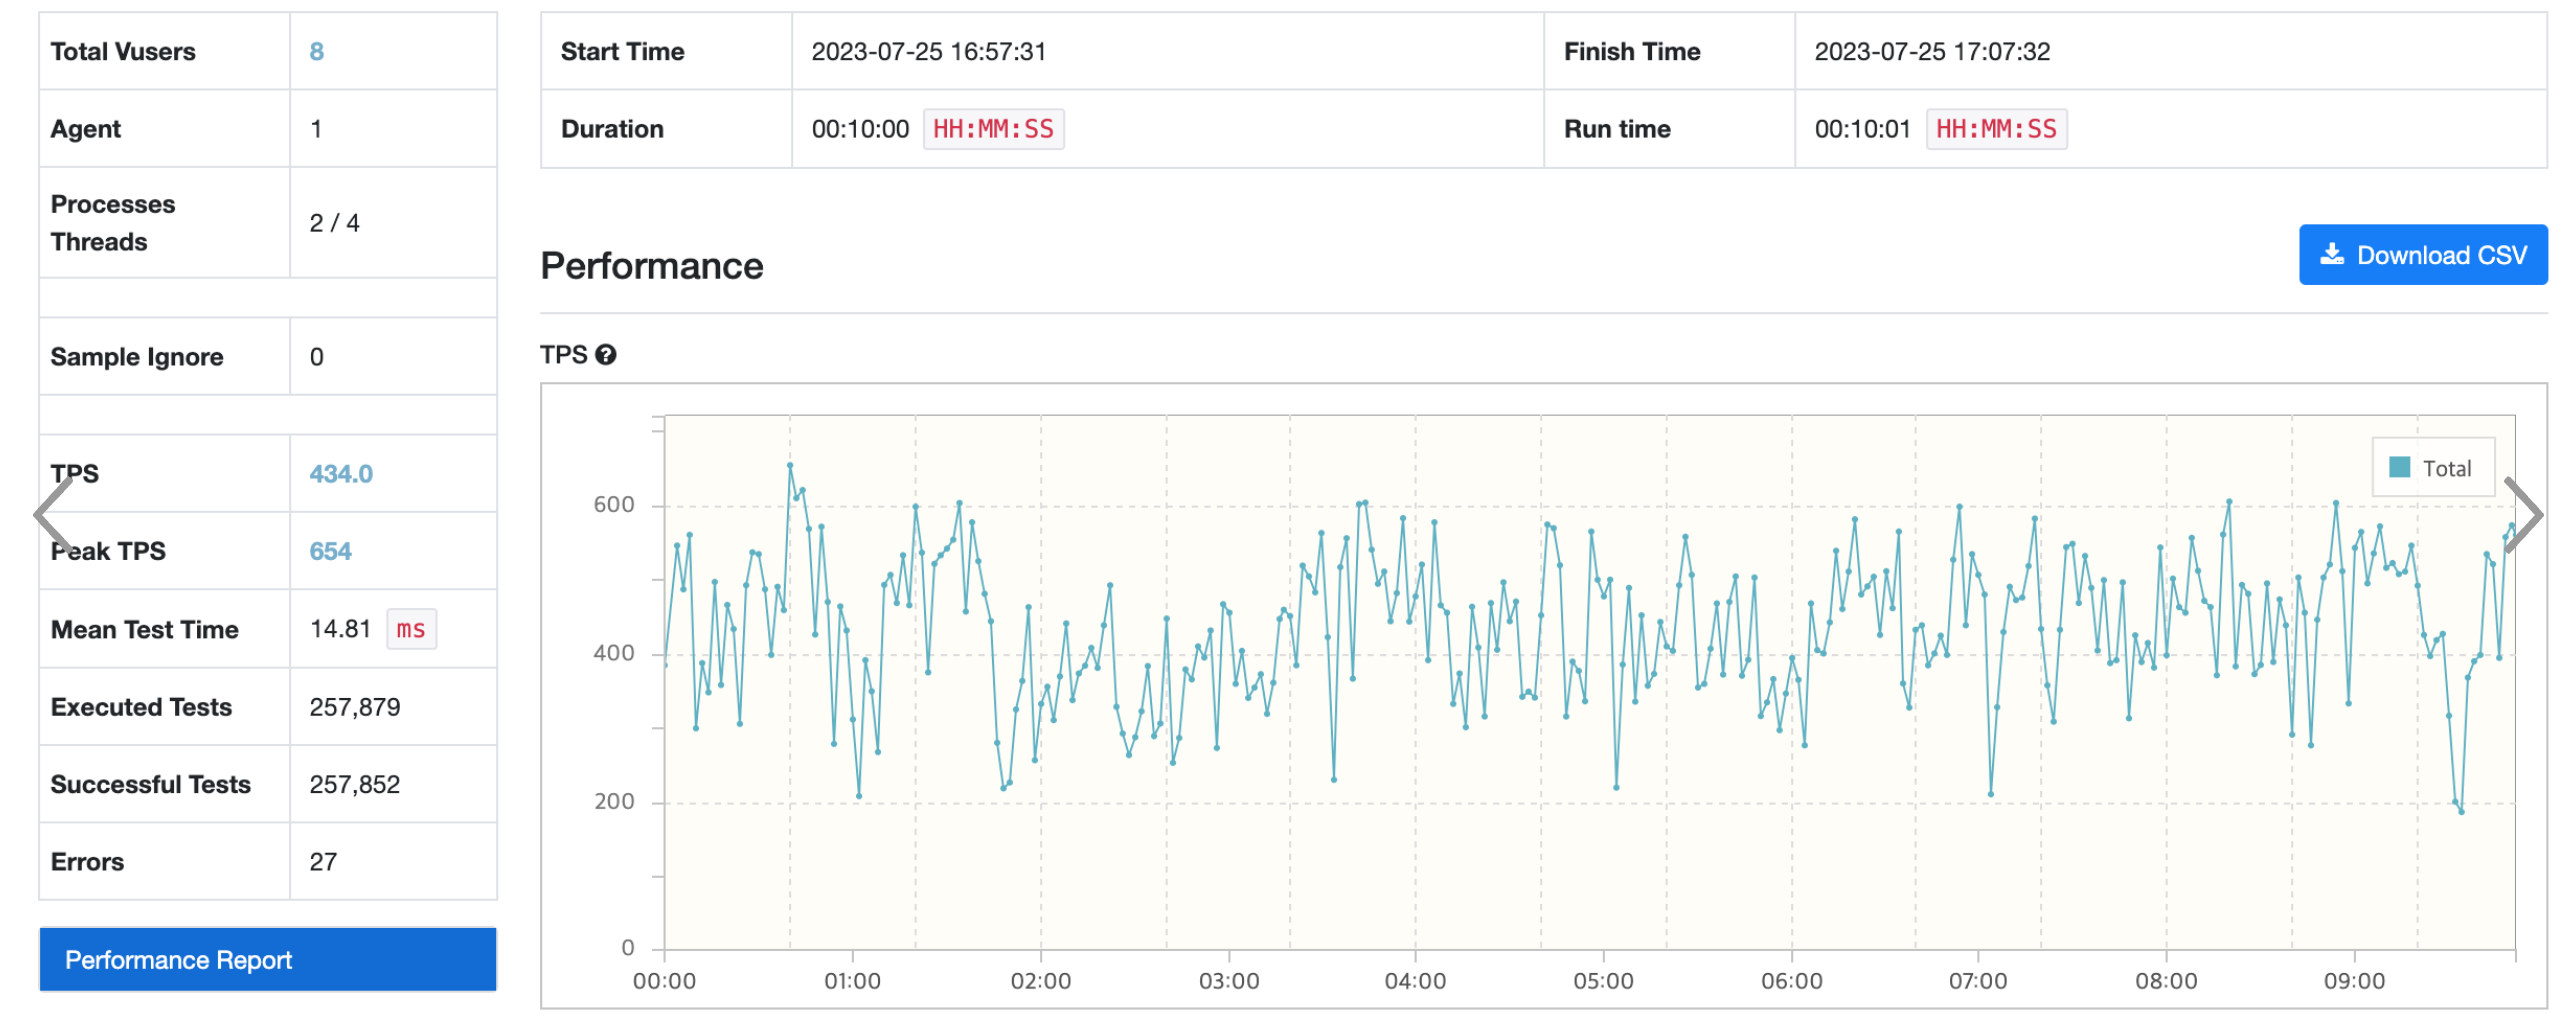 Total Vusers 8
Agent 1
Processes
Threads 2 / 4
Sample Ignore 0
TPS 434.0
Peak TPS 654
Mean Test Time 14.81 ms
Executed Tests 257,879
Successful Tests 257,852
Errors 27
Performance Report
Start Time 2023-07-25 16:57:31 Finish Time 2023-07-25 17:07:32
Duration 00:10:00 HH:MM:SS Run time 00:10:01 HH:MM:SS
Performance
Download CSV
TPS ?
Total
600
400
200
0
00:00 01:00 02:00 03:00 04:00 05:00 06:00 07:00 08:00 09:00